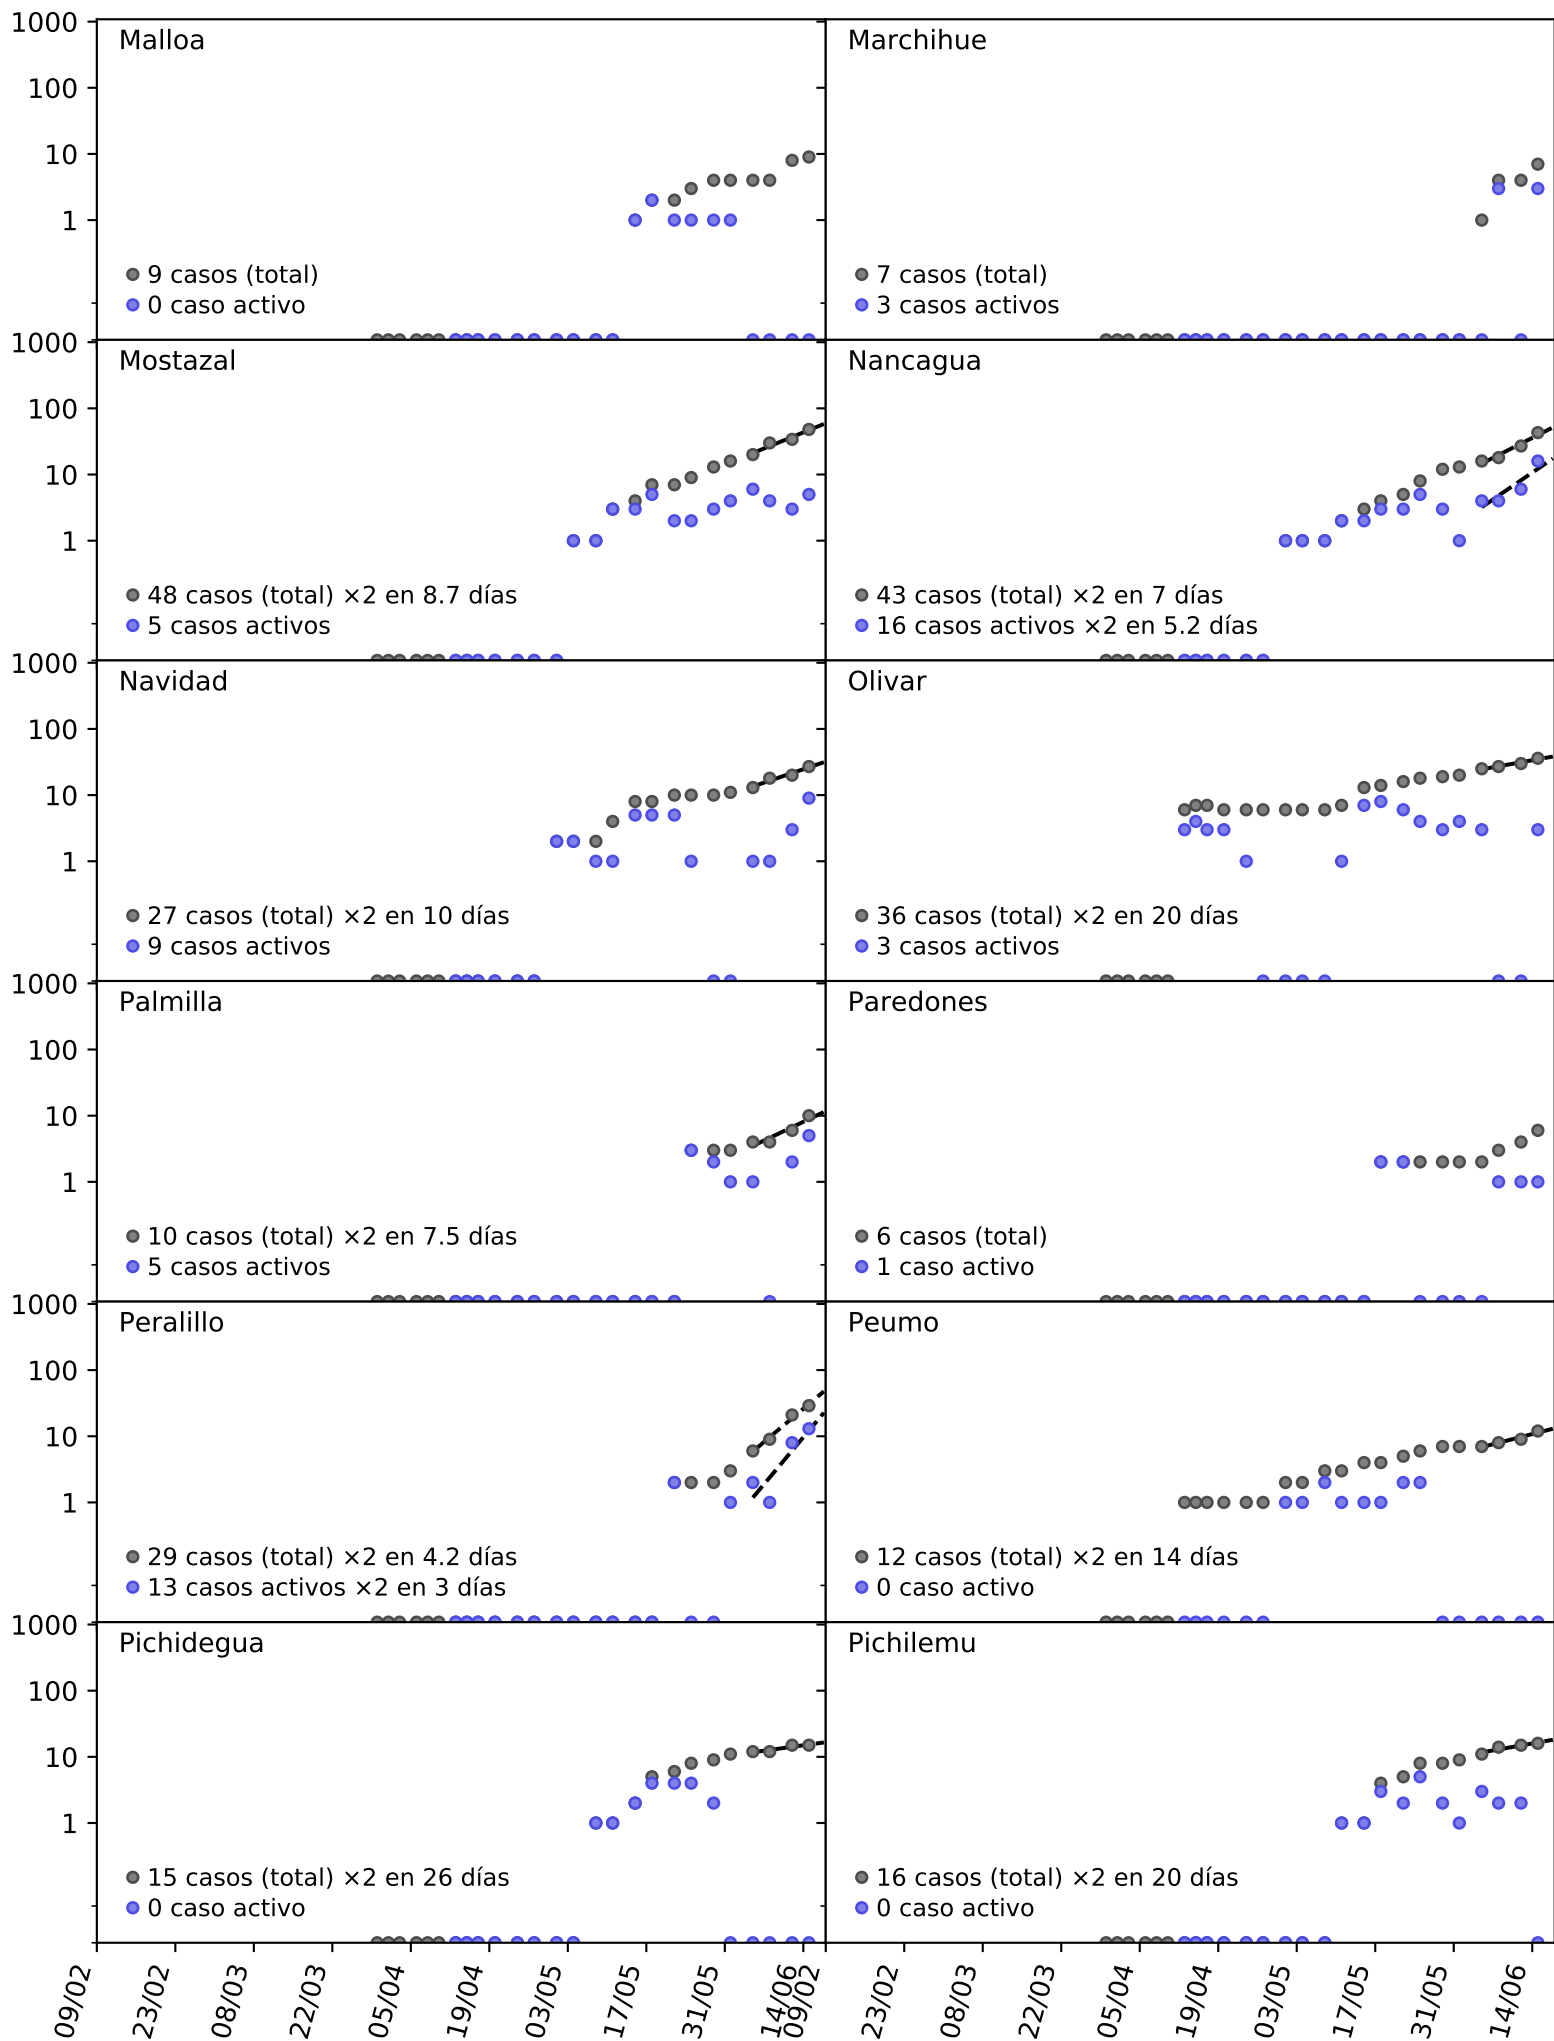 1000
100
10
1
Malloa
9 casos (total)
0 caso activo
Marchihue
7 casos (total)
3 casos activos
1000
100
10
1
Mostazal
48 casos (total) ×2 en 8.7 días
5 casos activos
Nancagua
43 casos (total) ×2 en 7 días
16 casos activos ×2 en 5.2 días
1000
100
10
1
Navidad
27 casos (total) ×2 en 10 días
9 casos activos
Olivar
36 casos (total) ×2 en 20 días
3 casos activos
1000
100
10
1
Palmilla
10 casos (total) ×2 en 7.5 días
5 casos activos
Paredones
6 casos (total)
1 caso activo
1000
100
10
1
Peralillo
29 casos (total) ×2 en 4.2 días
13 casos activos ×2 en 3 días
Peumo
12 casos (total) ×2 en 14 días
0 caso activo
1000
100
10
1
Pichidegua
15 casos (total) ×2 en 26 días
0 caso activo
Pichilemu
16 casos (total) ×2 en 20 días
0 caso activo
09/02
23/02
08/03
22/03
05/04
19/04
03/05
17/05
31/05
14/06
09/02
23/02
08/03
22/03
05/04
19/04
03/05
17/05
31/05
14/06